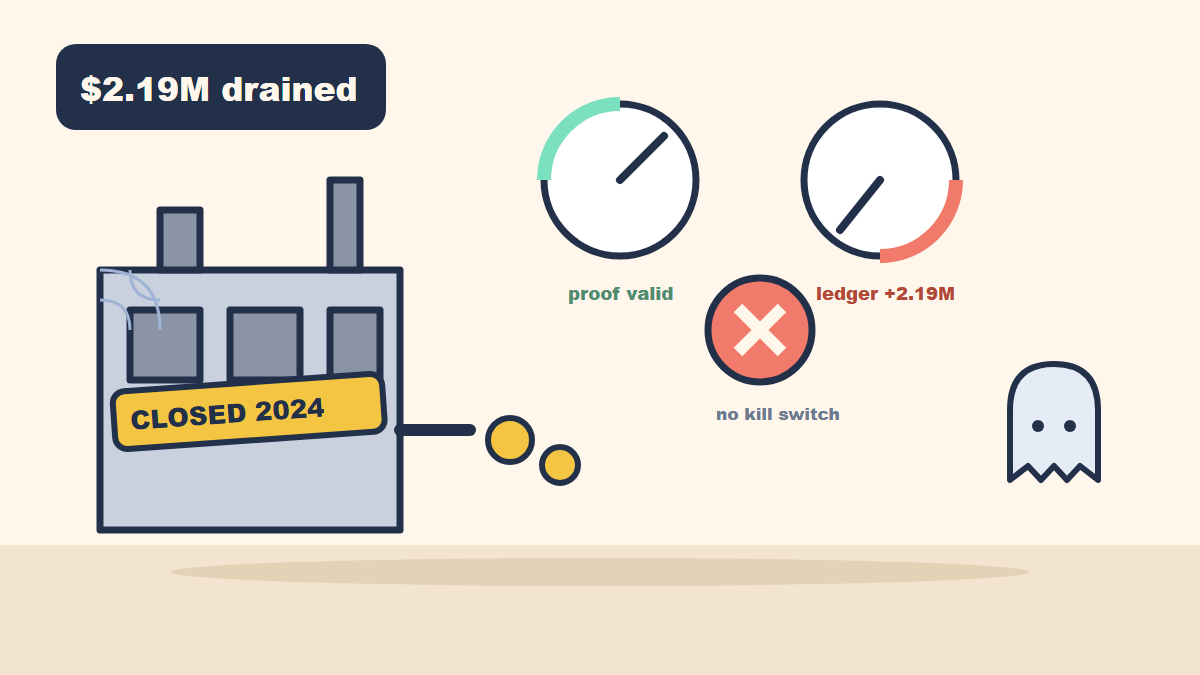 $2.19M drained
proof valid
ledger +2.19M
no kill switch
CLOSED 2024